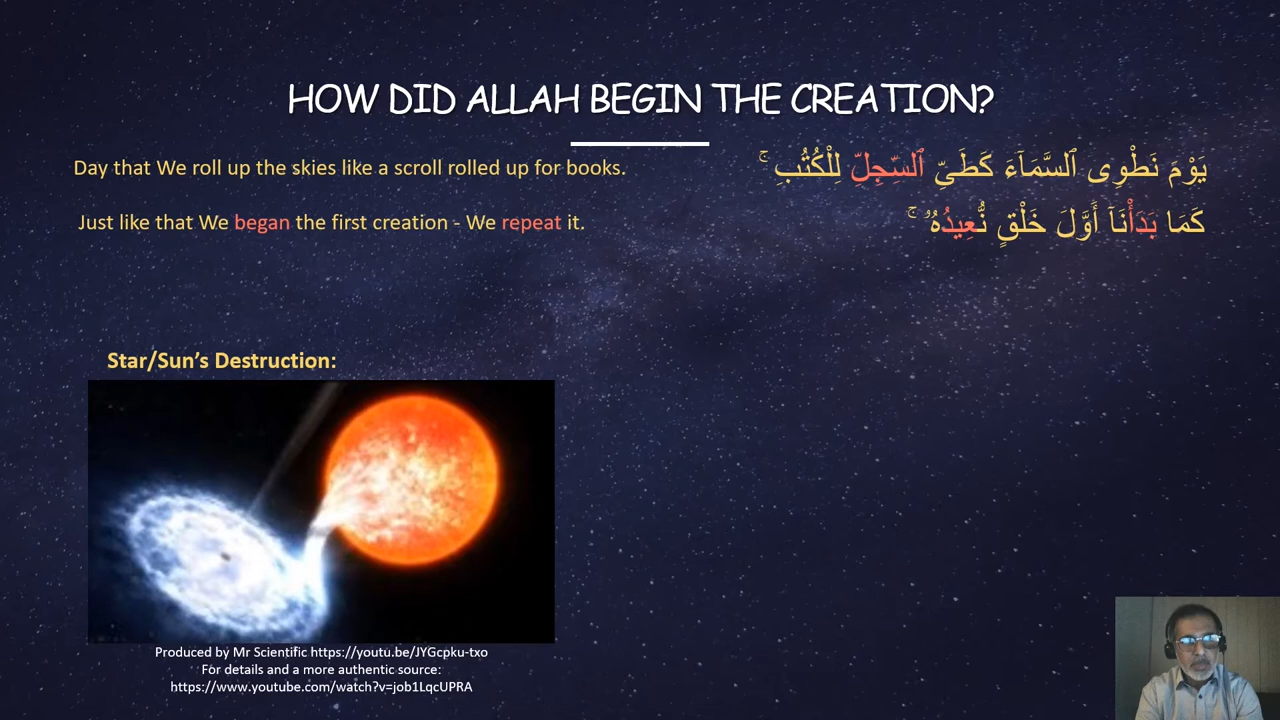 HOW DID ALLAH BEGIN THE CREATION?
Day that We roll up the skies like a scroll rolled up for books.
يَوْمَ نَطْوِى ٱلسَّمَآءَ كَطَىِّ ٱلسِّجِلِّ لِلْكُتُبِ ۚ
Just like that We began the first creation - We repeat it.
كَمَا بَدَأْنَآ أَوَّلَ خَلْقٍ نُّعِيدُهُۥ ۚ
Star/Sun’s Destruction:
Produced by Mr Scientific https://youtu.be/JYGcpku-txo
For details and a more authentic source:
https://www.youtube.com/watch?v=job1LqcUPRA